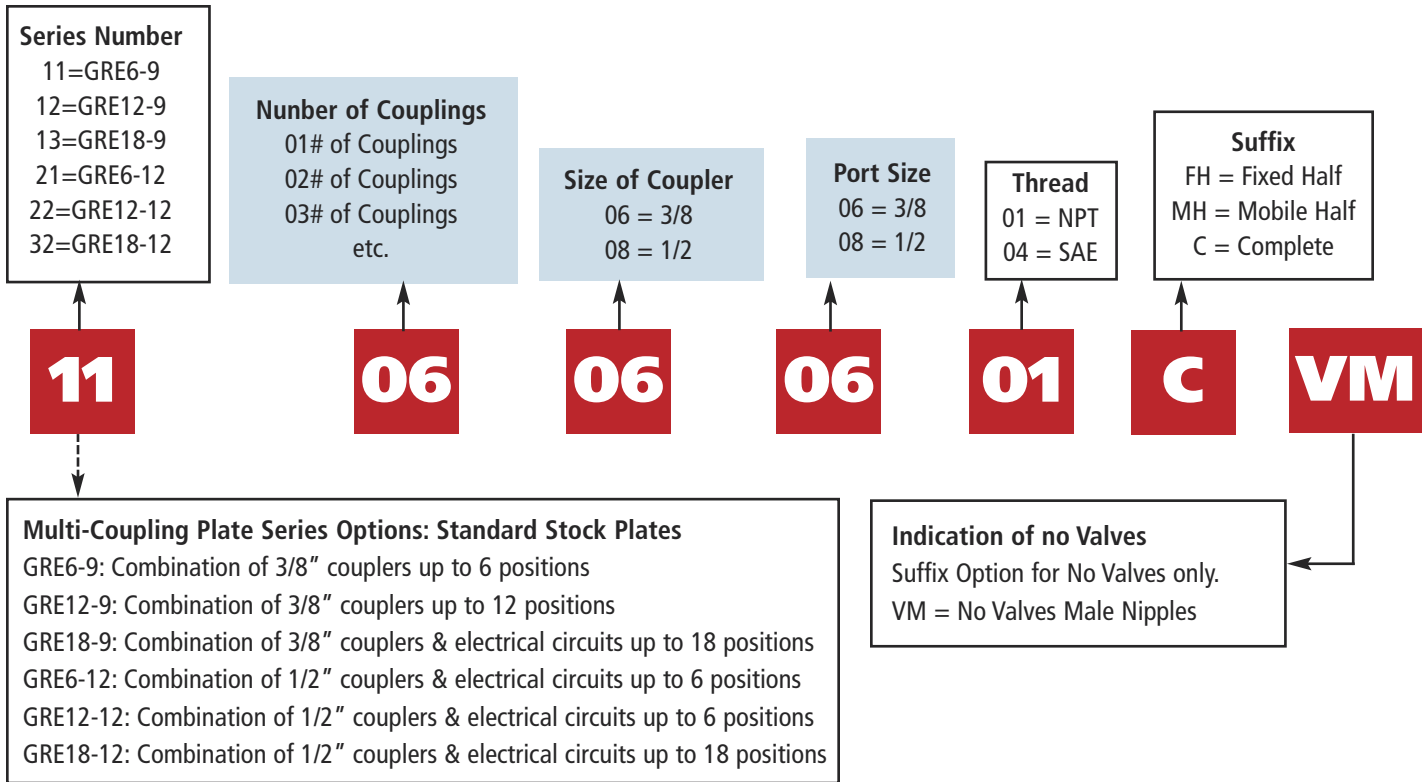 Series Number
11=GRE6-9
12=GRE12-9
13=GRE18-9
21=GRE6-12
22=GRE12-12
32=GRE18-12
Nunber of Couplings
01# of Couplings
02# of Couplings
03# of Couplings
etc.
Size of Coupler
06 = 3/8
08 = 1/2
Port Size
06 = 3/8
08 = 1/2
Thread
01 = NPT
04 = SAE
Suffix
FH = Fixed Half
MH = Mobile Half
C = Complete
11
06
06
06
01
C
VM
Multi-Coupling Plate Series Options: Standard Stock Plates
GRE6-9: Combination of 3/8″ couplers up to 6 positions
GRE12-9: Combination of 3/8″ couplers up to 12 positions
GRE18-9: Combination of 3/8″ couplers & electrical circuits up to 18 positions
GRE6-12: Combination of 1/2″ couplers & electrical circuits up to 6 positions
GRE12-12: Combination of 1/2″ couplers & electrical circuits up to 6 positions
GRE18-12: Combination of 1/2″ couplers & electrical circuits up to 18 positions
Indication of no Valves
Suffix Option for No Valves only.
VM = No Valves Male Nipples